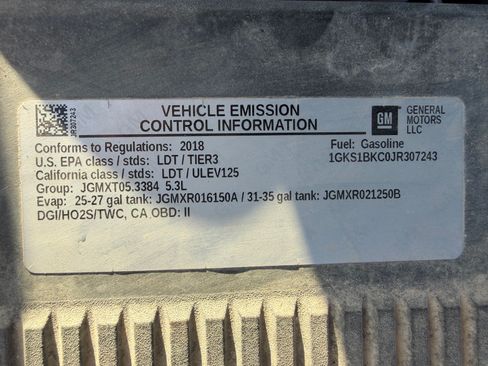 JR307243
VEHICLE EMISSION
CONTROL INFORMATION
GM
GENERAL
MOTORS
LLC
Conforms to Regulations: 2018
Fuel: Gasoline
U.S. EPA class / stds: LDT / TIER3
1GKS1BKC0JR307243
California class / stds: LDT / ULEV125
Group: JGMXT05.3384 5.3L
Evap: 25-27 gal tank: JGMXR016150A / 31-35 gal tank: JGMXR021250B
DGI/HO2S/TWC, CA OBD: II